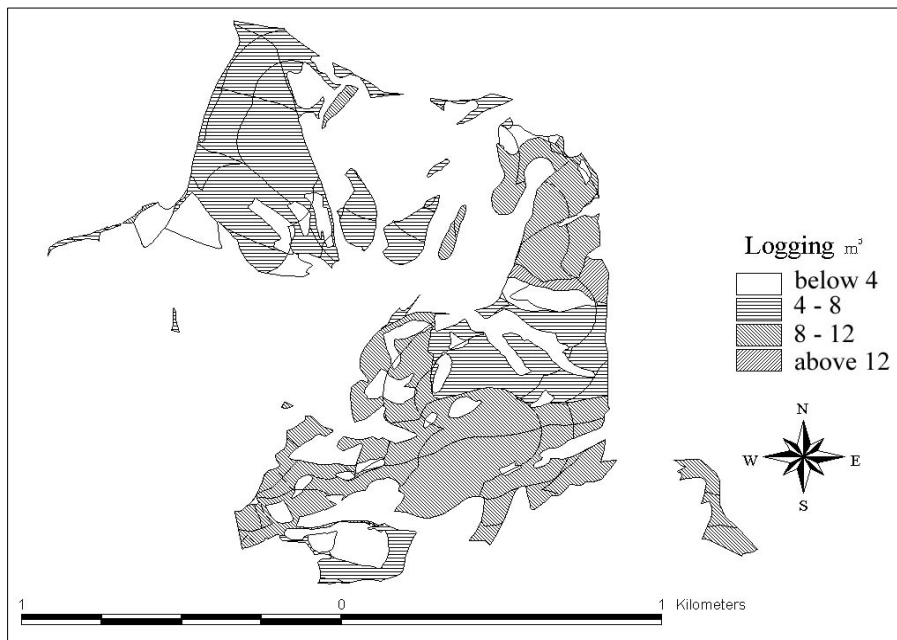 Logging m³
below 4
4 - 8
8 - 12
above 12
N
W E
S
1 0 1 Kilometers